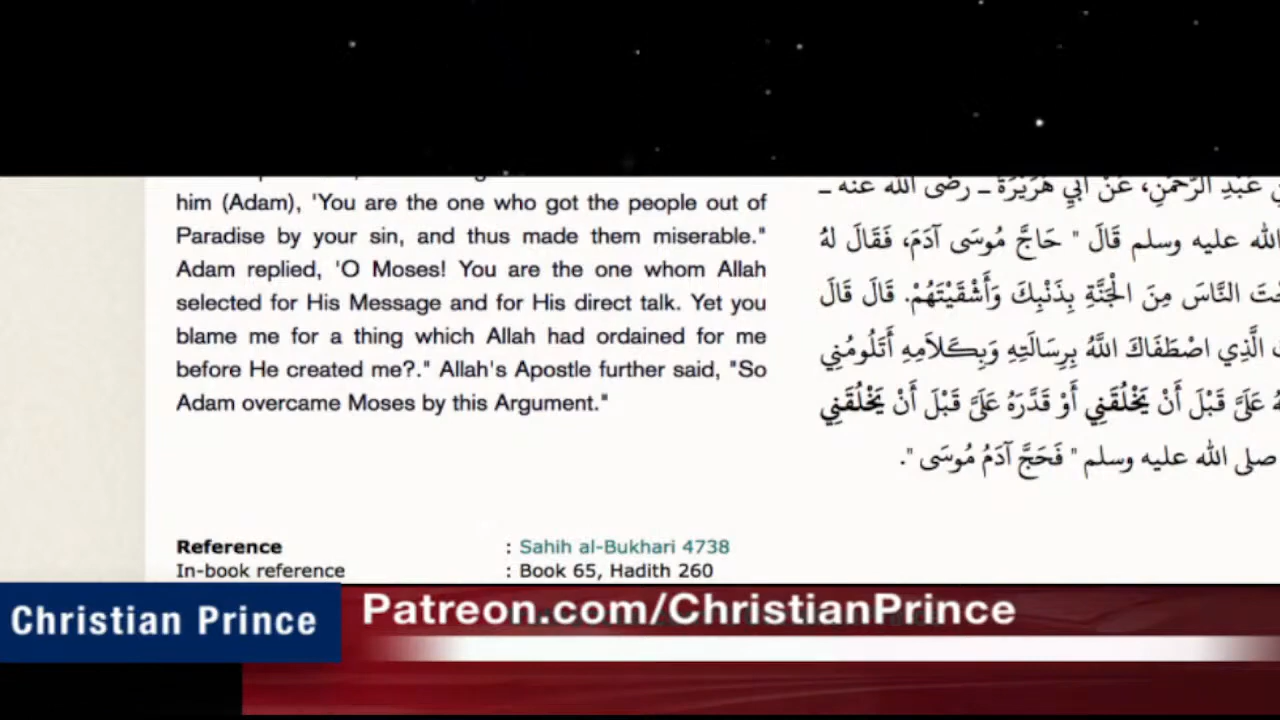 him (Adam), 'You are the one who got the people out of
Paradise by your sin, and thus made them miserable."
Adam replied, 'O Moses! You are the one whom Allah
selected for His Message and for His direct talk. Yet you
blame me for a thing which Allah had ordained for me
before He created me?." Allah's Apostle further said, "So
Adam overcame Moses by this Argument."
عَبْدِ الرَّحْمَنِ، عَنْ أَبِي هُرَيْرَةَ ـ رضى الله عنه ـ
الله عليه وسلم قَالَ " حَاجَّ مُوسَى آدَمَ، فَقَالَ لَهُ
النَّاسَ مِنَ الْجَنَّةِ بِذَنْبِكَ وَأَشْقَيْتَهُمْ. قَالَ قَالَ
الَّذِي اصْطَفَاكَ اللَّهُ بِرِسَالَتِهِ وَبِكَلاَمِهِ أَتَلُومُنِي
عَلَىَّ قَبْلَ أَنْ يَخْلُقَنِي أَوْ قَدَّرَهُ عَلَىَّ قَبْلَ أَنْ يَخْلُقَنِي
صلى الله عليه وسلم " فَحَجَّ آدَمُ مُوسَى ".
Reference : Sahih al-Bukhari 4738
In-book reference : Book 65, Hadith 260
Christian Prince
Patreon.com/ChristianPrince